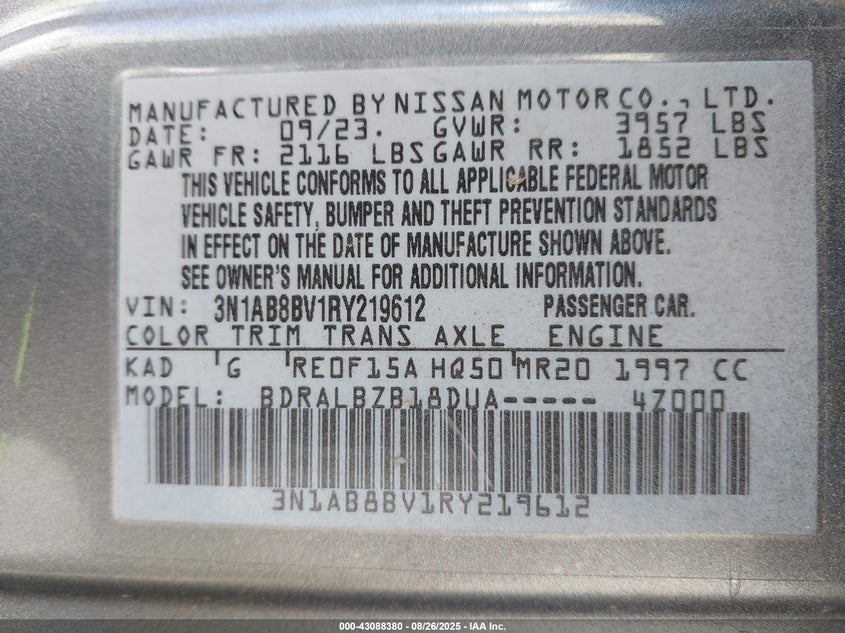 MANUFACTURED BY NISSAN MOTOR CO., LTD.
DATE: 09/23. GVWR: 3957 LBS
GAWR FR: 2116 LBS GAWR RR: 1852 LBS
THIS VEHICLE CONFORMS TO ALL APPLICABLE FEDERAL MOTOR
VEHICLE SAFETY, BUMPER AND THEFT PREVENTION STANDARDS
IN EFFECT ON THE DATE OF MANUFACTURE SHOWN ABOVE.
SEE OWNER'S MANUAL FOR ADDITIONAL INFORMATION.
VIN: 3N1AB8BV1RY219612 PASSENGER CAR.
COLOR TRIM TRANS AXLE ENGINE
KAD G RE0F15A HQ50 MR20 1997 CC
MODEL: BDRALBZB18DUA----- 4Z000
3N1AB8BV1RY219612
000-43088380 - 08/26/2025 - IAA Inc.